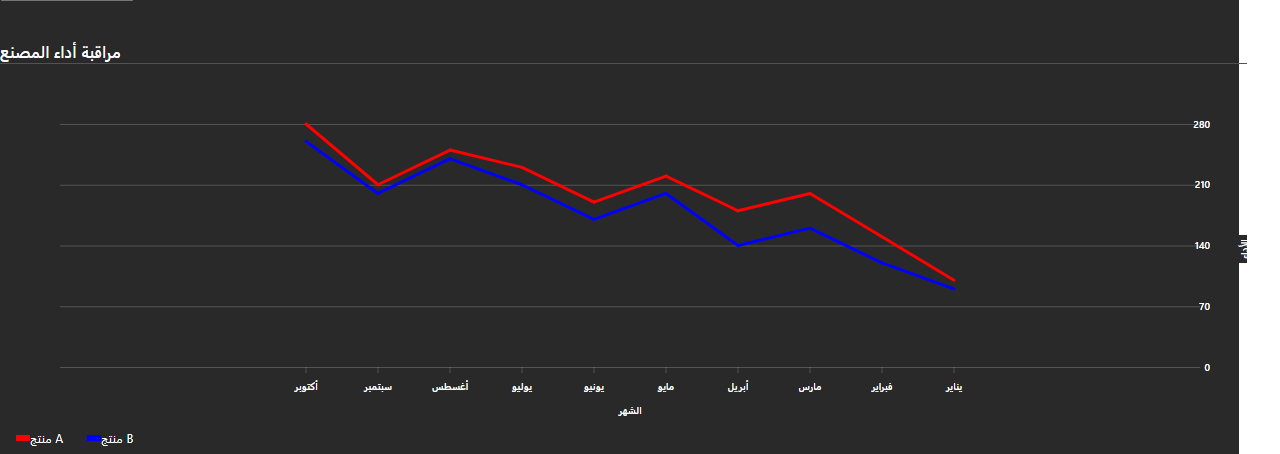 مراقبة أداء المصنع
280
210
140
70
0
الأداء
يناير فبراير مارس أبريل مايو يونيو يوليو أغسطس سبتمبر أكتوبر
الشهر
منتج A منتج B